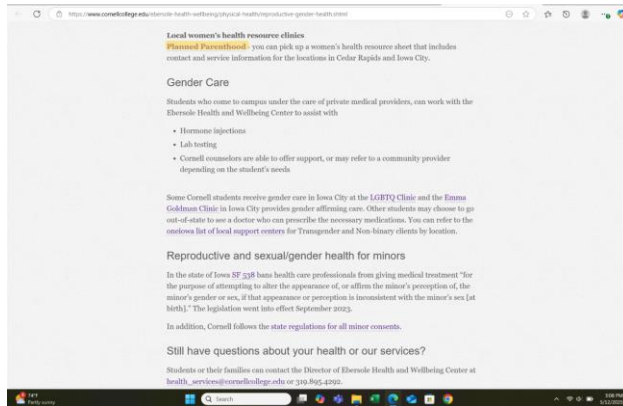 https://www.cornellcollege.edu/ebersole-health-wellbeing/physical-health/reproductive-gender-health.shtml
Local women's health resource clinics
Planned Parenthood - you can pick up a women's health resource sheet that includes
contact and service information for the locations in Cedar Rapids and Iowa City.
Gender Care
Students who come to campus under the care of private medical providers, can work with the
Ebersole Health and Wellbeing Center to assist with
• Hormone injections
• Lab testing
• Cornell counselors are able to offer support, or may refer to a community provider
depending on the student's needs
Some Cornell students receive gender care in Iowa City at the LGBTQ Clinic and the Emma
Goldman Clinic in Iowa City provides gender affirming care. Other students may choose to go
out-of-state to see a doctor who can prescribe the necessary medications. You can refer to the
oneiowa list of local support centers for Transgender and Non-binary clients by location.
Reproductive and sexual/gender health for minors
In the state of Iowa SF 538 bans health care professionals from giving medical treatment "for
the purpose of attempting to alter the appearance of, or affirm the minor's perception of, the
minor's gender or sex, if that appearance or perception is inconsistent with the minor's sex [at
birth]." The legislation went into effect September 2023.
In addition, Cornell follows the state regulations for all minor consents.
Still have questions about your health or our services?
Students or their families can contact the Director of Ebersole Health and Wellbeing Center at
health_services@cornellcollege.edu or 319.895.4292.
74°F
Partly sunny
Search
3:06 PM
5/12/2025